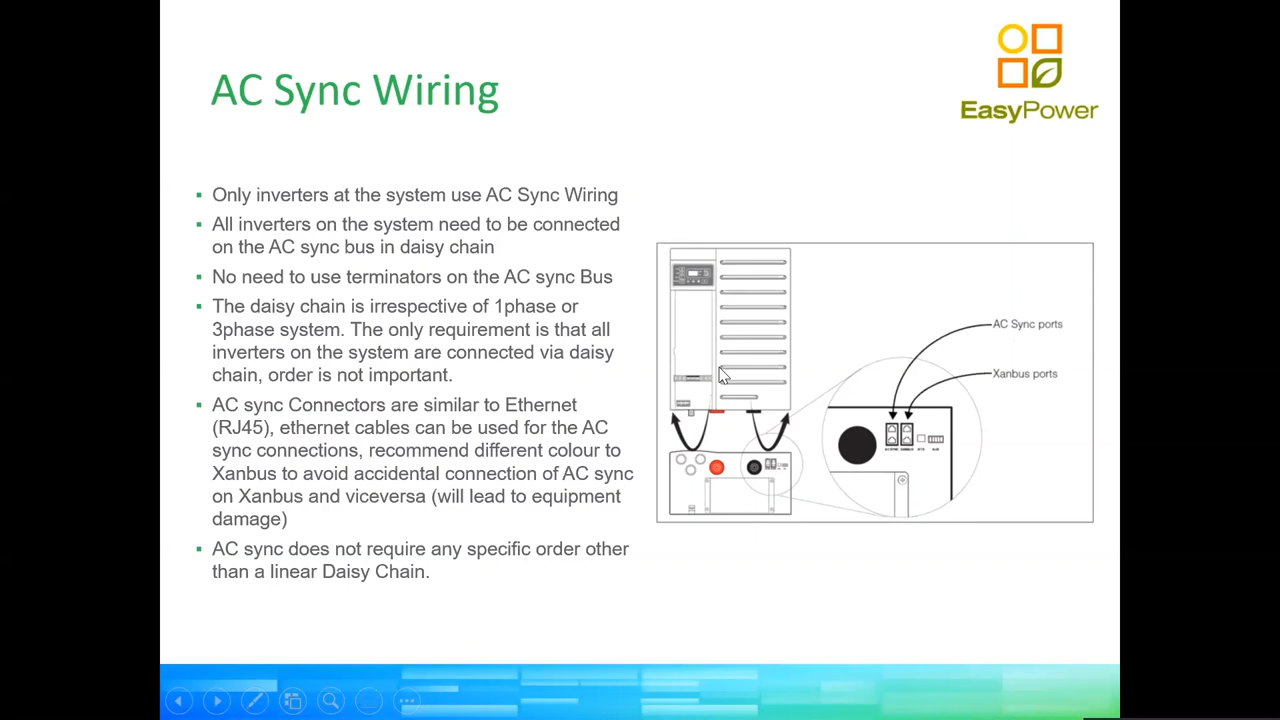 AC Sync Wiring
EasyPower
Only inverters at the system use AC Sync Wiring
All inverters on the system need to be connected
on the AC sync bus in daisy chain
No need to use terminators on the AC sync Bus
The daisy chain is irrespective of 1phase or
3phase system. The only requirement is that all
inverters on the system are connected via daisy
chain, order is not important.
AC sync Connectors are similar to Ethernet
(RJ45), ethernet cables can be used for the AC
sync connections, recommend different colour to
Xanbus to avoid accidental connection of AC sync
on Xanbus and viceversa (will lead to equipment
damage)
AC sync does not require any specific order other
than a linear Daisy Chain.
AC Sync ports
Xanbus ports